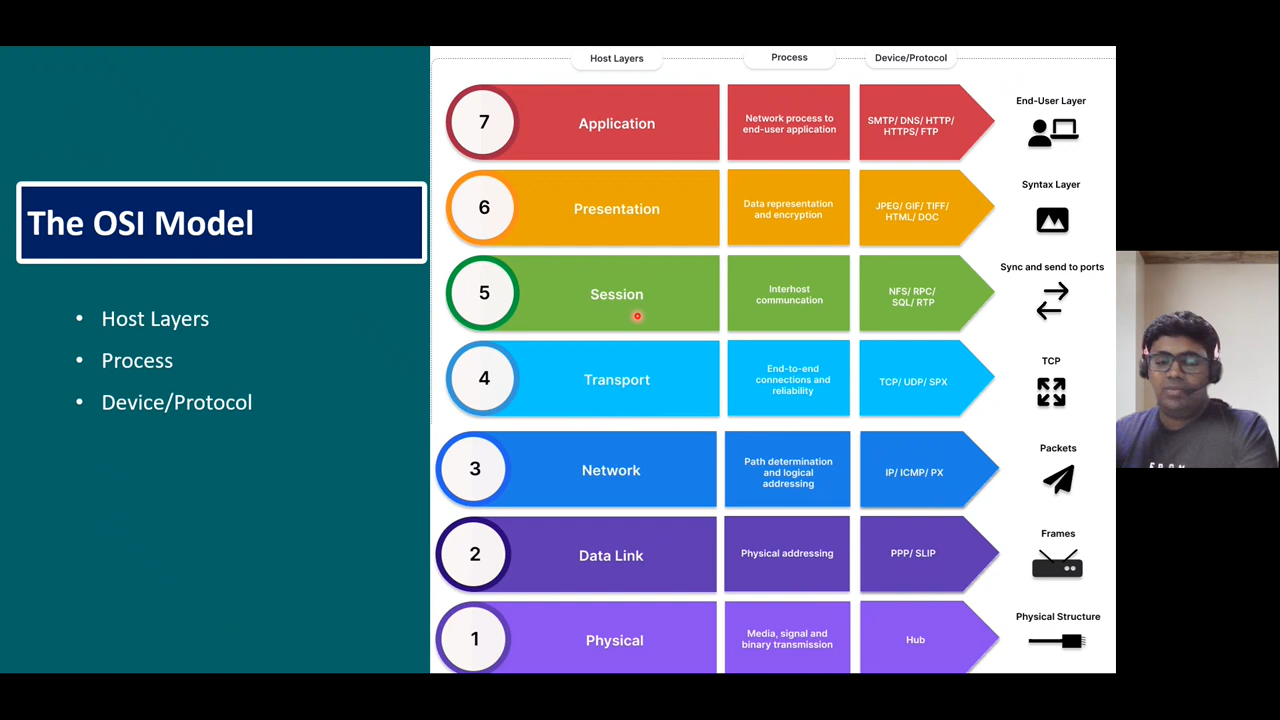 The OSI Model
• Host Layers
• Process
• Device/Protocol
Host Layers
Process
Device/Protocol
7
Application
Network process to
end-user application
SMTP/ DNS/ HTTP/
HTTPS/ FTP
End-User Layer
6
Presentation
Data representation
and encryption
JPEG/ GIF/ TIFF/
HTML/ DOC
Syntax Layer
5
Session
Interhost
communcation
NFS/ RPC/
SQL/ RTP
Sync and send to ports
4
Transport
End-to-end
connections and
reliability
TCP/ UDP/ SPX
TCP
3
Network
Path determination
and logical
addressing
IP/ ICMP/ PX
Packets
2
Data Link
Physical addressing
PPP/ SLIP
Frames
1
Physical
Media, signal and
binary transmission
Hub
Physical Structure